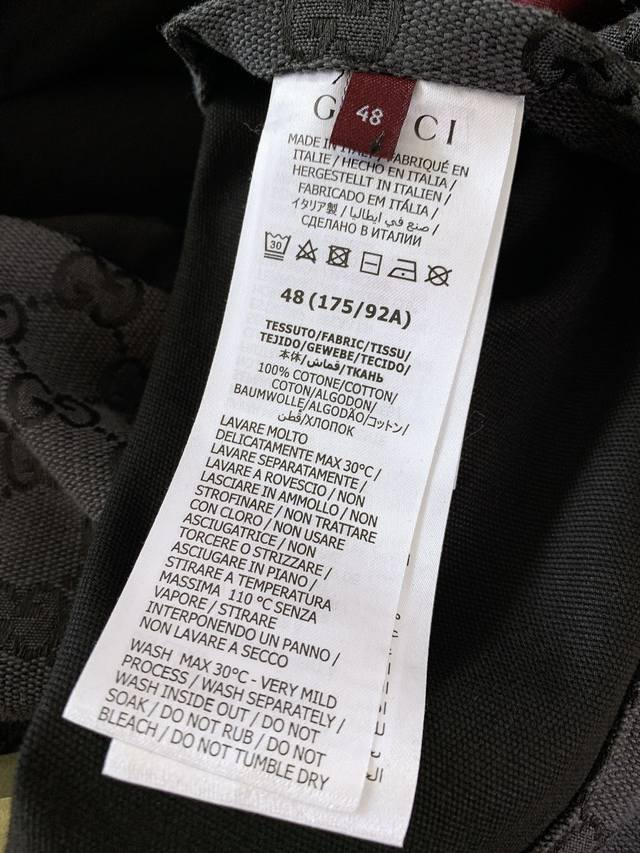 GUCCI
48
MADE IN ITALY / FABRIQUÉ EN
ITALIE / HECHO EN ITALIA /
HERGESTELLT IN ITALIEN /
FABRICADO EM ITÁLIA /
イタリア製 / صنع في ايطاليا /
СДЕЛАНО В ИТАЛИИ
30
48 (175/92A)
TESSUTO/FABRIC/TISSU/
TEJIDO/GEWEBE/TECIDO/
本体/قماش/ТКАНЬ
100% COTONE/COTTON/
COTON/ALGODON/
BAUMWOLLE/ALGODÃO/コットン/
قطن/ХЛОПОК
LAVARE MOLTO
DELICATAMENTE MAX 30°C /
LAVARE SEPARATAMENTE /
LAVARE A ROVESCIO / NON
LASCIARE IN AMMOLLO / NON
STROFINARE / NON TRATTARE
CON CLORO / NON USARE
ASCIUGATRICE / NON
TORCERE O STRIZZARE /
ASCIUGARE IN PIANO /
STIRARE A TEMPERATURA
MASSIMA 110 °C SENZA
VAPORE / STIRARE
INTERPONENDO UN PANNO /
NON LAVARE A SECCO
WASH MAX 30°C - VERY MILD
PROCESS / WASH SEPARATELY /
WASH INSIDE OUT / DO NOT
SOAK / DO NOT RUB / DO NOT
BLEACH / DO NOT TUMBLE DRY